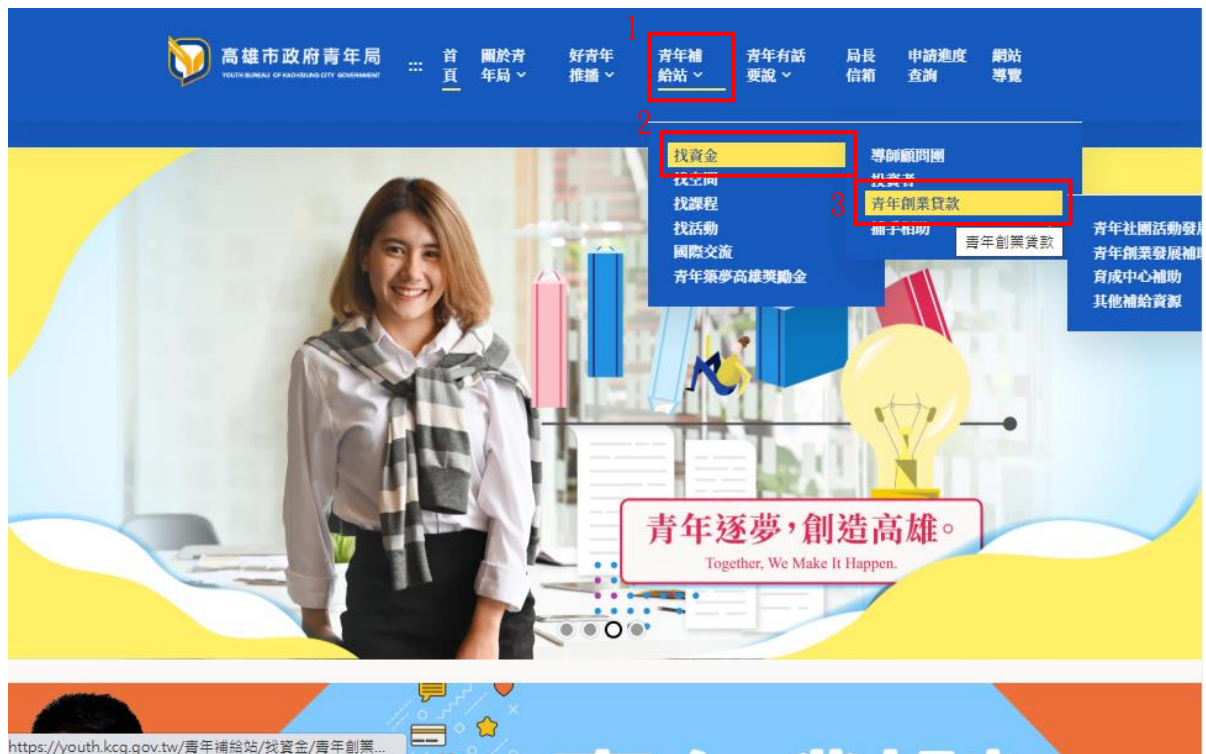 高雄市政府青年局
YOUTH BUREAU OF KAOHSIUNG CITY GOVERNMENT
:::
首頁
關於青
年局
好青年
推播
1
青年補
給站
青年有話
要說
局長
信箱
申請進度
查詢
網站
導覽
2
找資金
找空間
找課程
找活動
國際交流
青年築夢高雄獎勵金
導師顧問團
投資者
3
青年創業貸款
捕手相助
青年創業貸款
青年社團活動發展
青年創業發展補助
育成中心補助
其他補給資源
青年逐夢,創造高雄。
Together, We Make It Happen.
https://youth.kcg.gov.tw/青年補給站/找資金/青年創業...